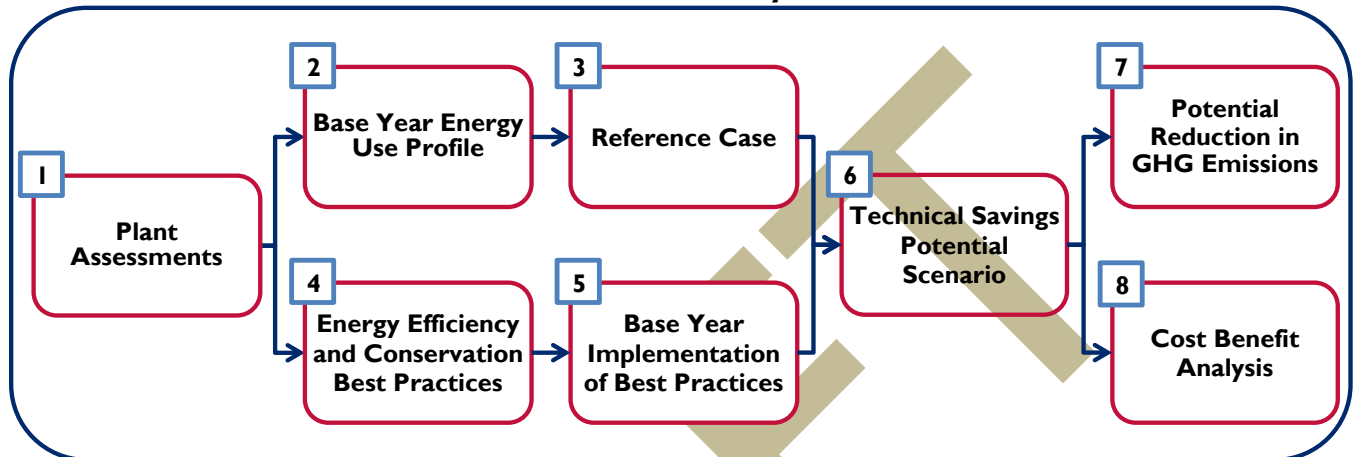 1
Plant
Assessments
2
Base Year Energy
Use Profile
3
Reference Case
4
Energy Efficiency
and Conservation
Best Practices
5
Base Year
Implementation
of Best Practices
6
Technical Savings
Potential
Scenario
7
Potential
Reduction in
GHG Emissions
8
Cost Benefit
Analysis